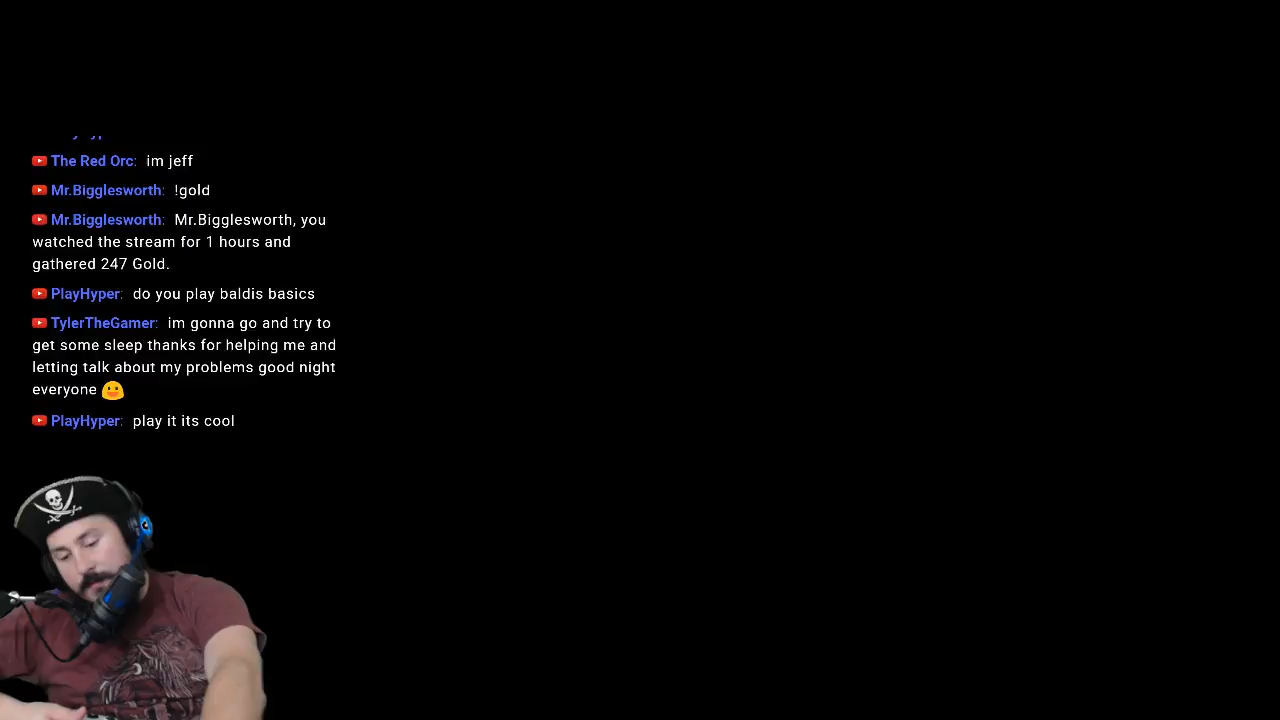 The Red Orc: im jeff
Mr.Bigglesworth: !gold
Mr.Bigglesworth: Mr.Bigglesworth, you
watched the stream for 1 hours and
gathered 247 Gold.
PlayHyper: do you play baldis basics
TylerTheGamer: im gonna go and try to
get some sleep thanks for helping me and
letting talk about my problems good night
everyone
PlayHyper: play it its cool